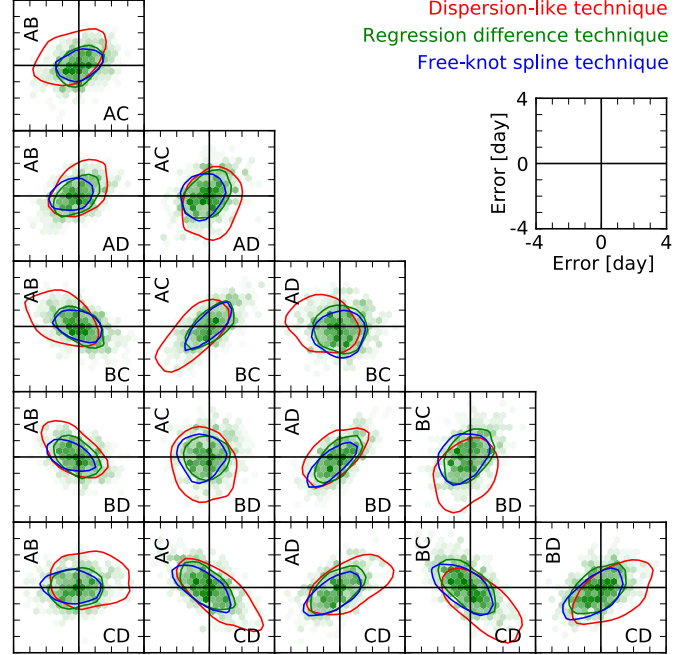 Dispersion-like technique
Regression difference technique
Free-knot spline technique
AB
AC
4
0
-4
Error [day]
-4 0 4
Error [day]
AB
AD
AC
AD
AB
BC
AC
BC
AD
BC
AB
BD
AC
BD
AD
BD
BC
BD
AB
CD
AC
CD
AD
CD
BC
CD
BD
CD